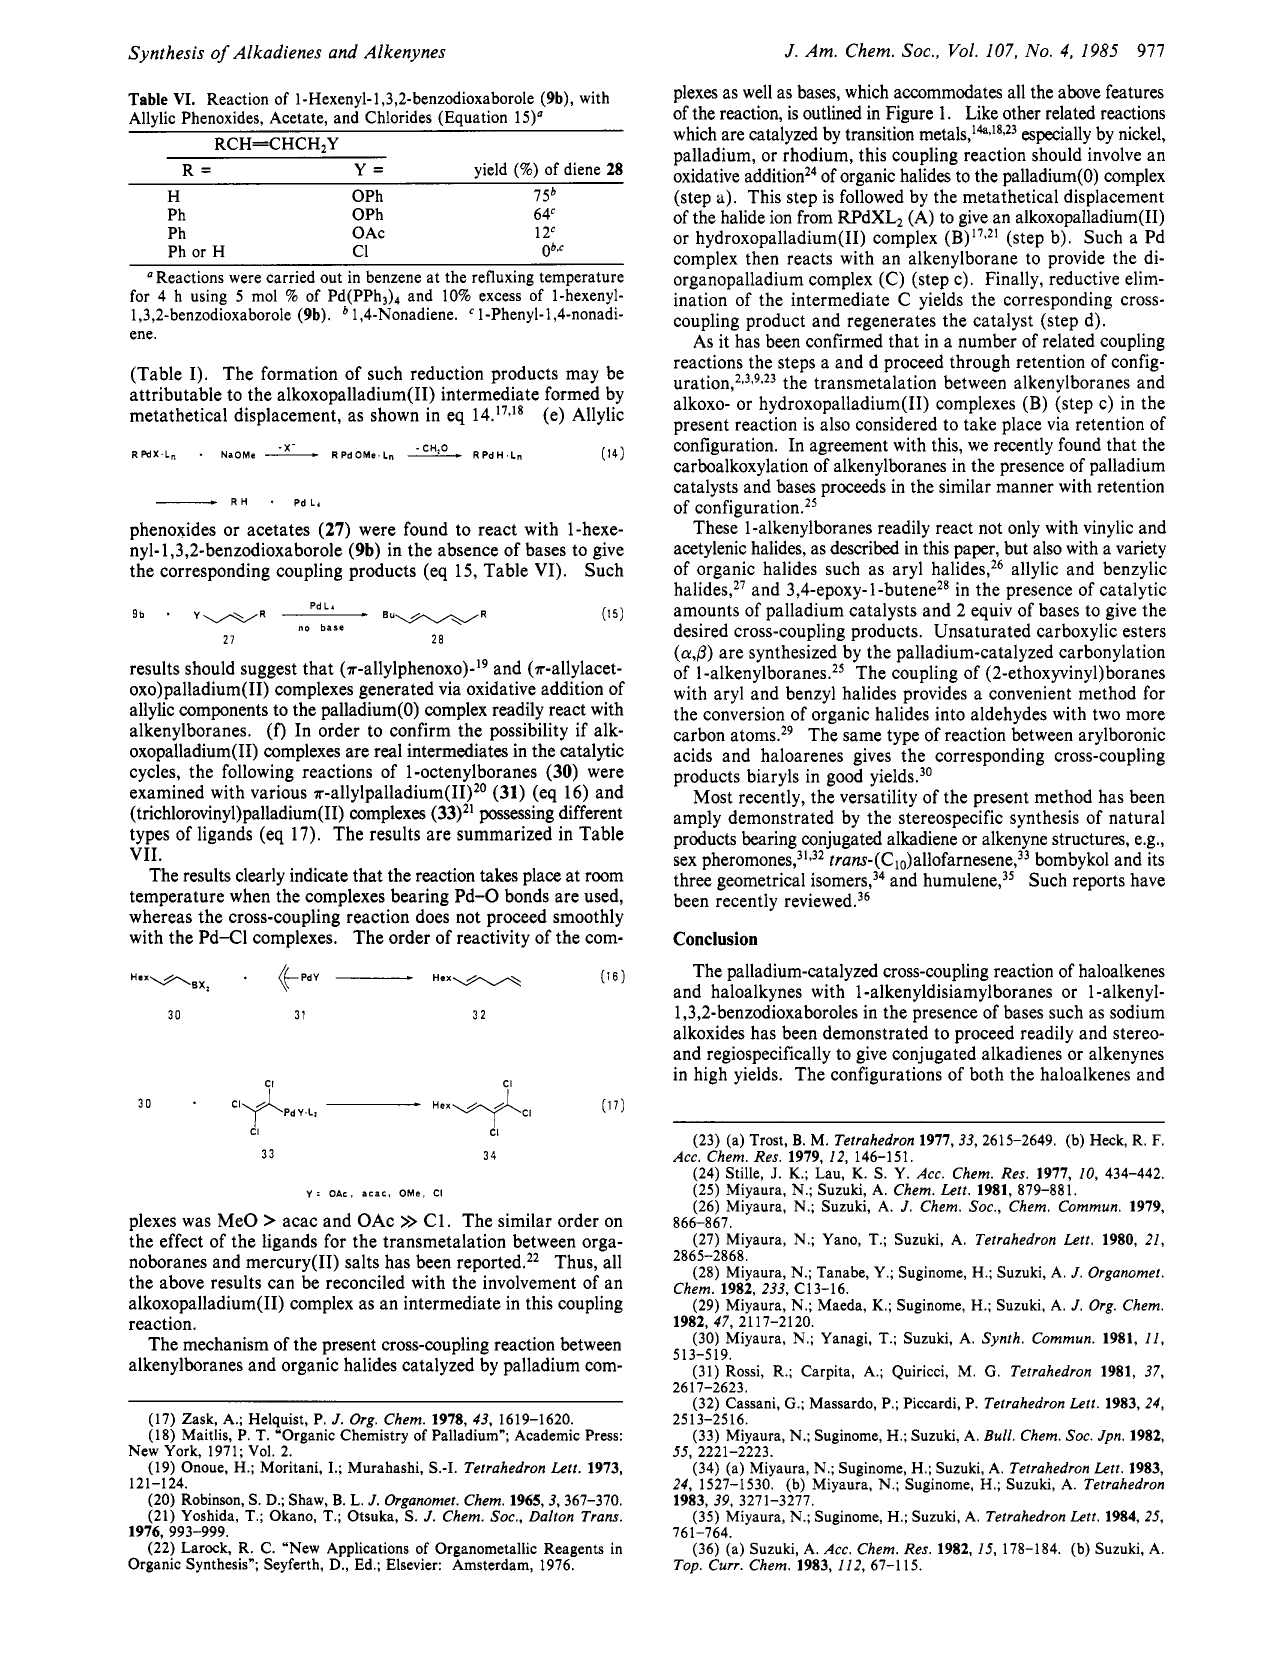 Synthesis of Alkadienes and Alkenynes
J. Am. Chem. Soc., Vol. 107, No. 4, 1985 977
Table VI. Reaction of 1-Hexenyl-1,3,2-benzodioxaborole (9b), with
Allylic Phenoxides, Acetate, and Chlorides (Equation 15)a
RCH=CHCH2Y
R = Y = yield (%) of diene 28
H OPh 75b
Ph OPh 64c
Ph OAc 12c
Ph or H Cl 0b,c
a Reactions were carried out in benzene at the refluxing temperature
for 4 h using 5 mol % of Pd(PPh3)4 and 10% excess of 1-hexenyl-
1,3,2-benzodioxaborole (9b). b 1,4-Nonadiene. c 1-Phenyl-1,4-nonadi-
ene.
(Table I). The formation of such reduction products may be
attributable to the alkoxopalladium(II) intermediate formed by
metathetical displacement, as shown in eq 14.17,18 (e) Allylic
RPdX·Ln · NaOMe -X- RPdOMe·Ln -CH2O RPdH·Ln (14)
RH · PdL4
phenoxides or acetates (27) were found to react with 1-hexe-
nyl-1,3,2-benzodioxaborole (9b) in the absence of bases to give
the corresponding coupling products (eq 15, Table VI). Such
9b · Y R PdL4 Bu R (15)
no base
27 28
results should suggest that (π-allylphenoxo)-19 and (π-allylacet-
oxo)palladium(II) complexes generated via oxidative addition of
allylic components to the palladium(0) complex readily react with
alkenylboranes. (f) In order to confirm the possibility if alk-
oxopalladium(II) complexes are real intermediates in the catalytic
cycles, the following reactions of 1-octenylboranes (30) were
examined with various π-allylpalladium(II)20 (31) (eq 16) and
(trichlorovinyl)palladium(II) complexes (33)21 possessing different
types of ligands (eq 17). The results are summarized in Table
VII.
The results clearly indicate that the reaction takes place at room
temperature when the complexes bearing Pd–O bonds are used,
whereas the cross-coupling reaction does not proceed smoothly
with the Pd–Cl complexes. The order of reactivity of the com-
Hex BX2 · PdY Hex (16)
30 31 32
Cl Cl
30 · Cl PdY·L2 Hex Cl (17)
Cl Cl
33 34
Y: OAc, acac, OMe, Cl
plexes was MeO > acac and OAc ≫ Cl. The similar order on
the effect of the ligands for the transmetalation between orga-
noboranes and mercury(II) salts has been reported.22 Thus, all
the above results can be reconciled with the involvement of an
alkoxopalladium(II) complex as an intermediate in this coupling
reaction.
The mechanism of the present cross-coupling reaction between
alkenylboranes and organic halides catalyzed by palladium com-
(17) Zask, A.; Helquist, P. J. Org. Chem. 1978, 43, 1619–1620.
(18) Maitlis, P. T. "Organic Chemistry of Palladium"; Academic Press:
New York, 1971; Vol. 2.
(19) Onoue, H.; Moritani, I.; Murahashi, S.-I. Tetrahedron Lett. 1973,
121–124.
(20) Robinson, S. D.; Shaw, B. L. J. Organomet. Chem. 1965, 3, 367–370.
(21) Yoshida, T.; Okano, T.; Otsuka, S. J. Chem. Soc., Dalton Trans.
1976, 993–999.
(22) Larock, R. C. "New Applications of Organometallic Reagents in
Organic Synthesis"; Seyferth, D., Ed.; Elsevier: Amsterdam, 1976.
plexes as well as bases, which accommodates all the above features
of the reaction, is outlined in Figure 1. Like other related reactions
which are catalyzed by transition metals,14a,18,23 especially by nickel,
palladium, or rhodium, this coupling reaction should involve an
oxidative addition24 of organic halides to the palladium(0) complex
(step a). This step is followed by the metathetical displacement
of the halide ion from RPdXL2 (A) to give an alkoxopalladium(II)
or hydroxopalladium(II) complex (B)17,21 (step b). Such a Pd
complex then reacts with an alkenylborane to provide the di-
organopalladium complex (C) (step c). Finally, reductive elim-
ination of the intermediate C yields the corresponding cross-
coupling product and regenerates the catalyst (step d).
As it has been confirmed that in a number of related coupling
reactions the steps a and d proceed through retention of config-
uration,2,3,9,23 the transmetalation between alkenylboranes and
alkoxo- or hydroxopalladium(II) complexes (B) (step c) in the
present reaction is also considered to take place via retention of
configuration. In agreement with this, we recently found that the
carboalkoxylation of alkenylboranes in the presence of palladium
catalysts and bases proceeds in the similar manner with retention
of configuration.25
These 1-alkenylboranes readily react not only with vinylic and
acetylenic halides, as described in this paper, but also with a variety
of organic halides such as aryl halides,26 allylic and benzylic
halides,27 and 3,4-epoxy-1-butene28 in the presence of catalytic
amounts of palladium catalysts and 2 equiv of bases to give the
desired cross-coupling products. Unsaturated carboxylic esters
(α,β) are synthesized by the palladium-catalyzed carbonylation
of 1-alkenylboranes.25 The coupling of (2-ethoxyvinyl)boranes
with aryl and benzyl halides provides a convenient method for
the conversion of organic halides into aldehydes with two more
carbon atoms.29 The same type of reaction between arylboronic
acids and haloarenes gives the corresponding cross-coupling
products biaryls in good yields.30
Most recently, the versatility of the present method has been
amply demonstrated by the stereospecific synthesis of natural
products bearing conjugated alkadiene or alkenyne structures, e.g.,
sex pheromones,31,32 trans-(C10)allofarnesene,33 bombykol and its
three geometrical isomers,34 and humulene,35 Such reports have
been recently reviewed.36
Conclusion
The palladium-catalyzed cross-coupling reaction of haloalkenes
and haloalkynes with 1-alkenyldisiamylboranes or 1-alkenyl-
1,3,2-benzodioxaboroles in the presence of bases such as sodium
alkoxides has been demonstrated to proceed readily and stereo-
and regiospecifically to give conjugated alkadienes or alkenynes
in high yields. The configurations of both the haloalkenes and
(23) (a) Trost, B. M. Tetrahedron 1977, 33, 2615–2649. (b) Heck, R. F.
Acc. Chem. Res. 1979, 12, 146–151.
(24) Stille, J. K.; Lau, K. S. Y. Acc. Chem. Res. 1977, 10, 434–442.
(25) Miyaura, N.; Suzuki, A. Chem. Lett. 1981, 879–881.
(26) Miyaura, N.; Suzuki, A. J. Chem. Soc., Chem. Commun. 1979,
866–867.
(27) Miyaura, N.; Yano, T.; Suzuki, A. Tetrahedron Lett. 1980, 21,
2865–2868.
(28) Miyaura, N.; Tanabe, Y.; Suginome, H.; Suzuki, A. J. Organomet.
Chem. 1982, 233, C13–16.
(29) Miyaura, N.; Maeda, K.; Suginome, H.; Suzuki, A. J. Org. Chem.
1982, 47, 2117–2120.
(30) Miyaura, N.; Yanagi, T.; Suzuki, A. Synth. Commun. 1981, 11,
513–519.
(31) Rossi, R.; Carpita, A.; Quiricci, M. G. Tetrahedron 1981, 37,
2617–2623.
(32) Cassani, G.; Massardo, P.; Piccardi, P. Tetrahedron Lett. 1983, 24,
2513–2516.
(33) Miyaura, N.; Suginome, H.; Suzuki, A. Bull. Chem. Soc. Jpn. 1982,
55, 2221–2223.
(34) (a) Miyaura, N.; Suginome, H.; Suzuki, A. Tetrahedron Lett. 1983,
24, 1527–1530. (b) Miyaura, N.; Suginome, H.; Suzuki, A. Tetrahedron
1983, 39, 3271–3277.
(35) Miyaura, N.; Suginome, H.; Suzuki, A. Tetrahedron Lett. 1984, 25,
761–764.
(36) (a) Suzuki, A. Acc. Chem. Res. 1982, 15, 178–184. (b) Suzuki, A.
Top. Curr. Chem. 1983, 112, 67–115.